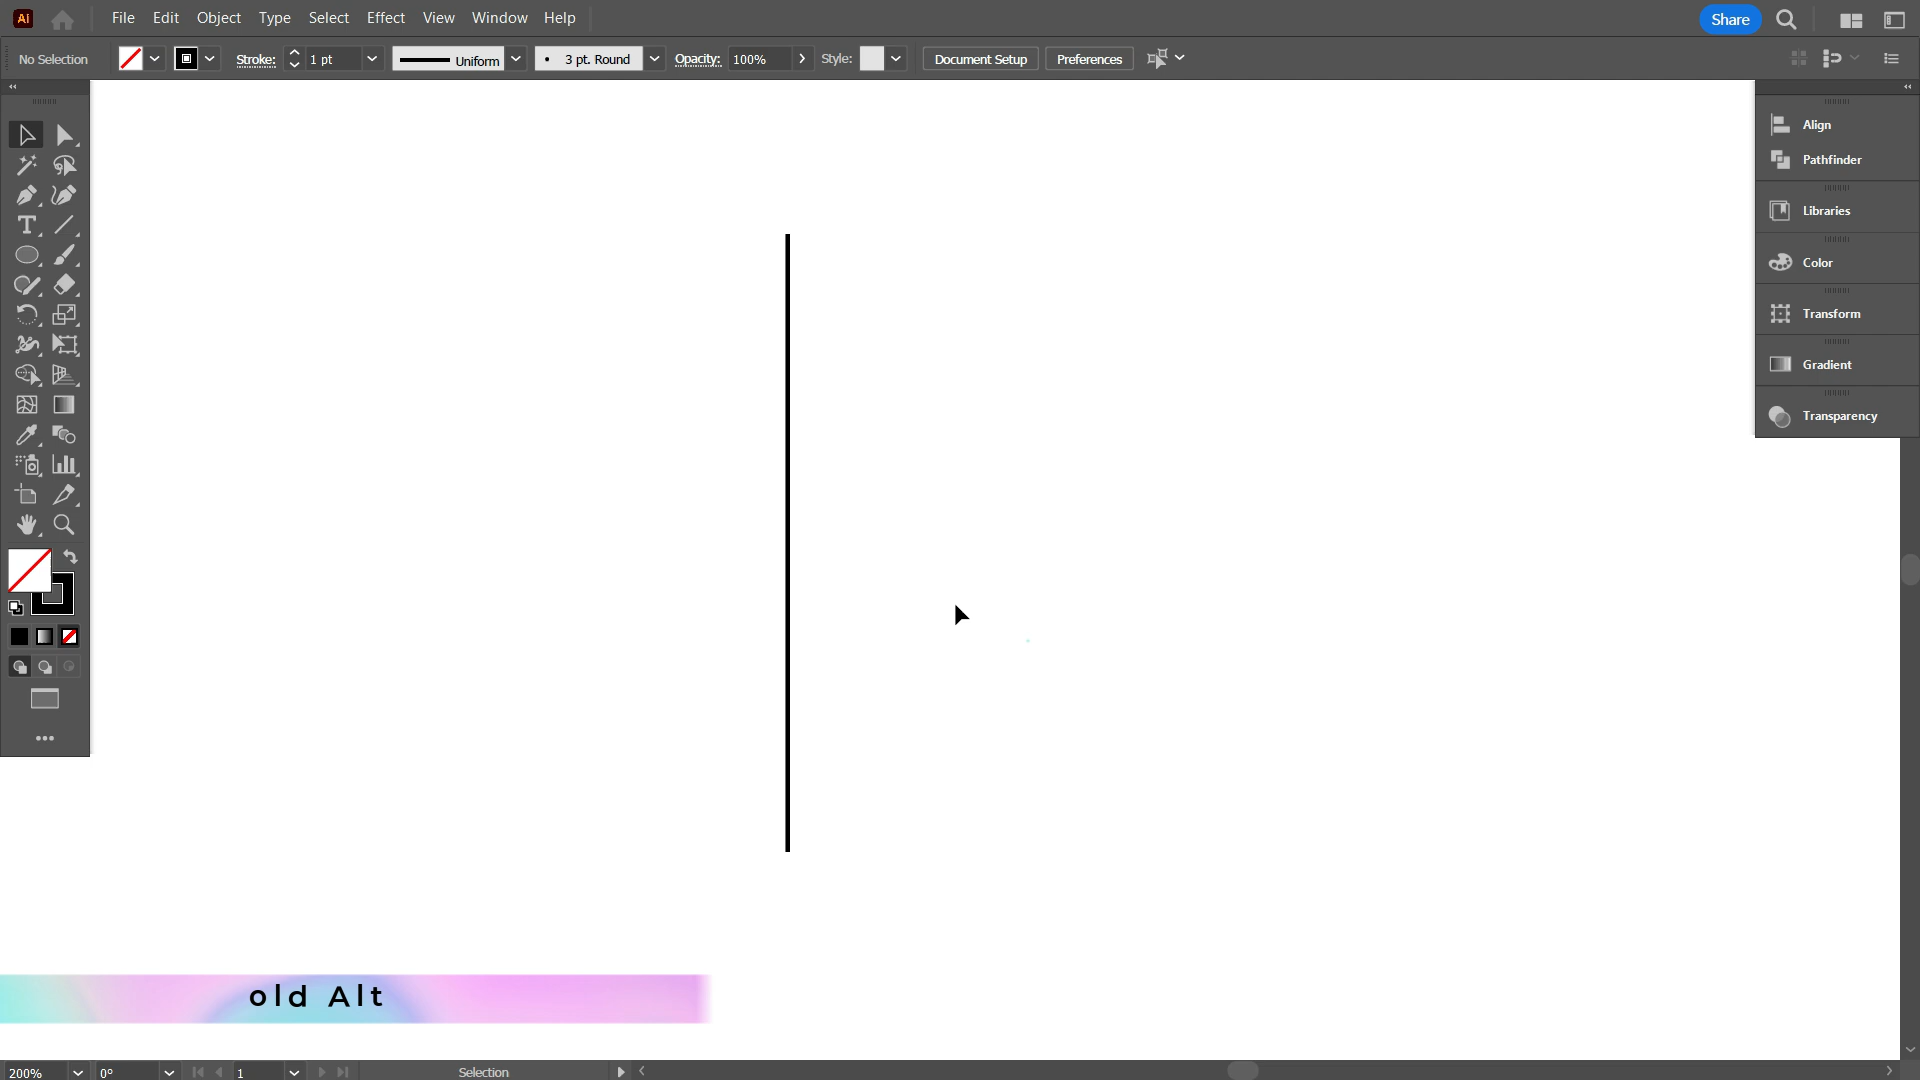 Ai File Edit Object Type Select Effect View Window Help Share
No Selection Stroke: 1 pt Uniform 3 pt. Round Opacity: 100% Style: Document Setup Preferences
Align
Pathfinder
Libraries
Color
Transform
Gradient
Transparency
old Alt
200% 0° 1 Selection